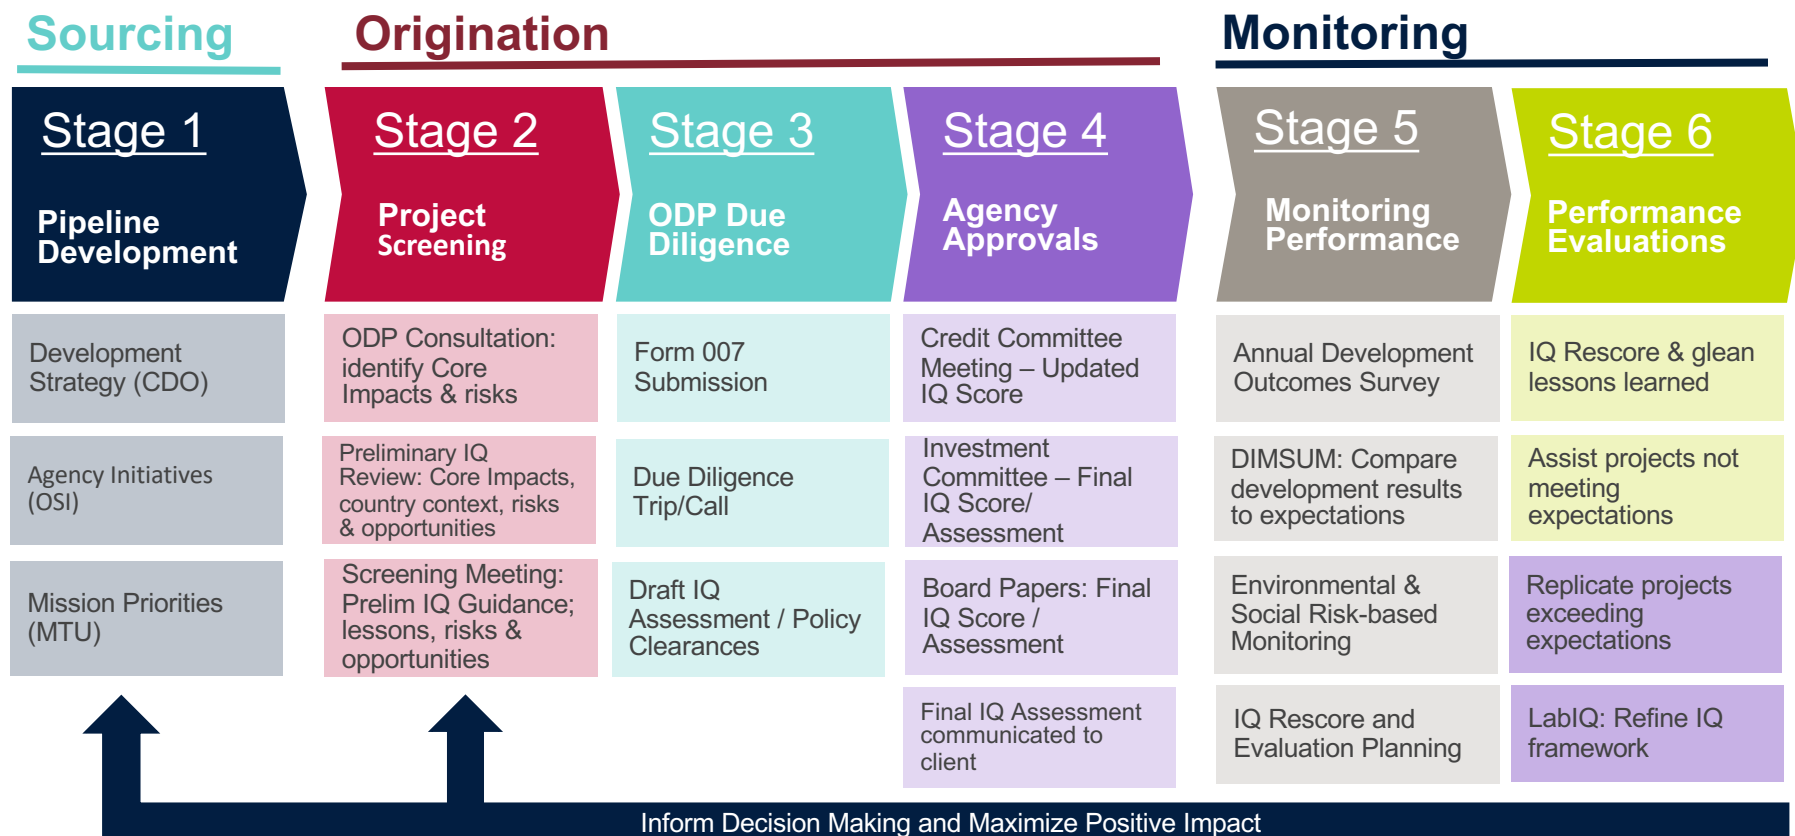 Sourcing
Origination
Monitoring
Stage 1
Pipeline
Development
Stage 2
Project
Screening
Stage 3
ODP Due
Diligence
Stage 4
Agency
Approvals
Stage 5
Monitoring
Performance
Stage 6
Performance
Evaluations
Development
Strategy (CDO)
Agency Initiatives
(OSI)
Mission Priorities
(MTU)
ODP Consultation:
identify Core
Impacts & risks
Preliminary IQ
Review: Core Impacts,
country context, risks
& opportunities
Screening Meeting:
Prelim IQ Guidance;
lessons, risks &
opportunities
Form 007
Submission
Due Diligence
Trip/Call
Draft IQ
Assessment / Policy
Clearances
Credit Committee
Meeting – Updated
IQ Score
Investment
Committee – Final
IQ Score/
Assessment
Board Papers: Final
IQ Score /
Assessment
Final IQ Assessment
communicated to
client
Annual Development
Outcomes Survey
DIMSUM: Compare
development results
to expectations
Environmental &
Social Risk-based
Monitoring
IQ Rescore and
Evaluation Planning
IQ Rescore & glean
lessons learned
Assist projects not
meeting
expectations
Replicate projects
exceeding
expectations
LabIQ: Refine IQ
framework
Inform Decision Making and Maximize Positive Impact